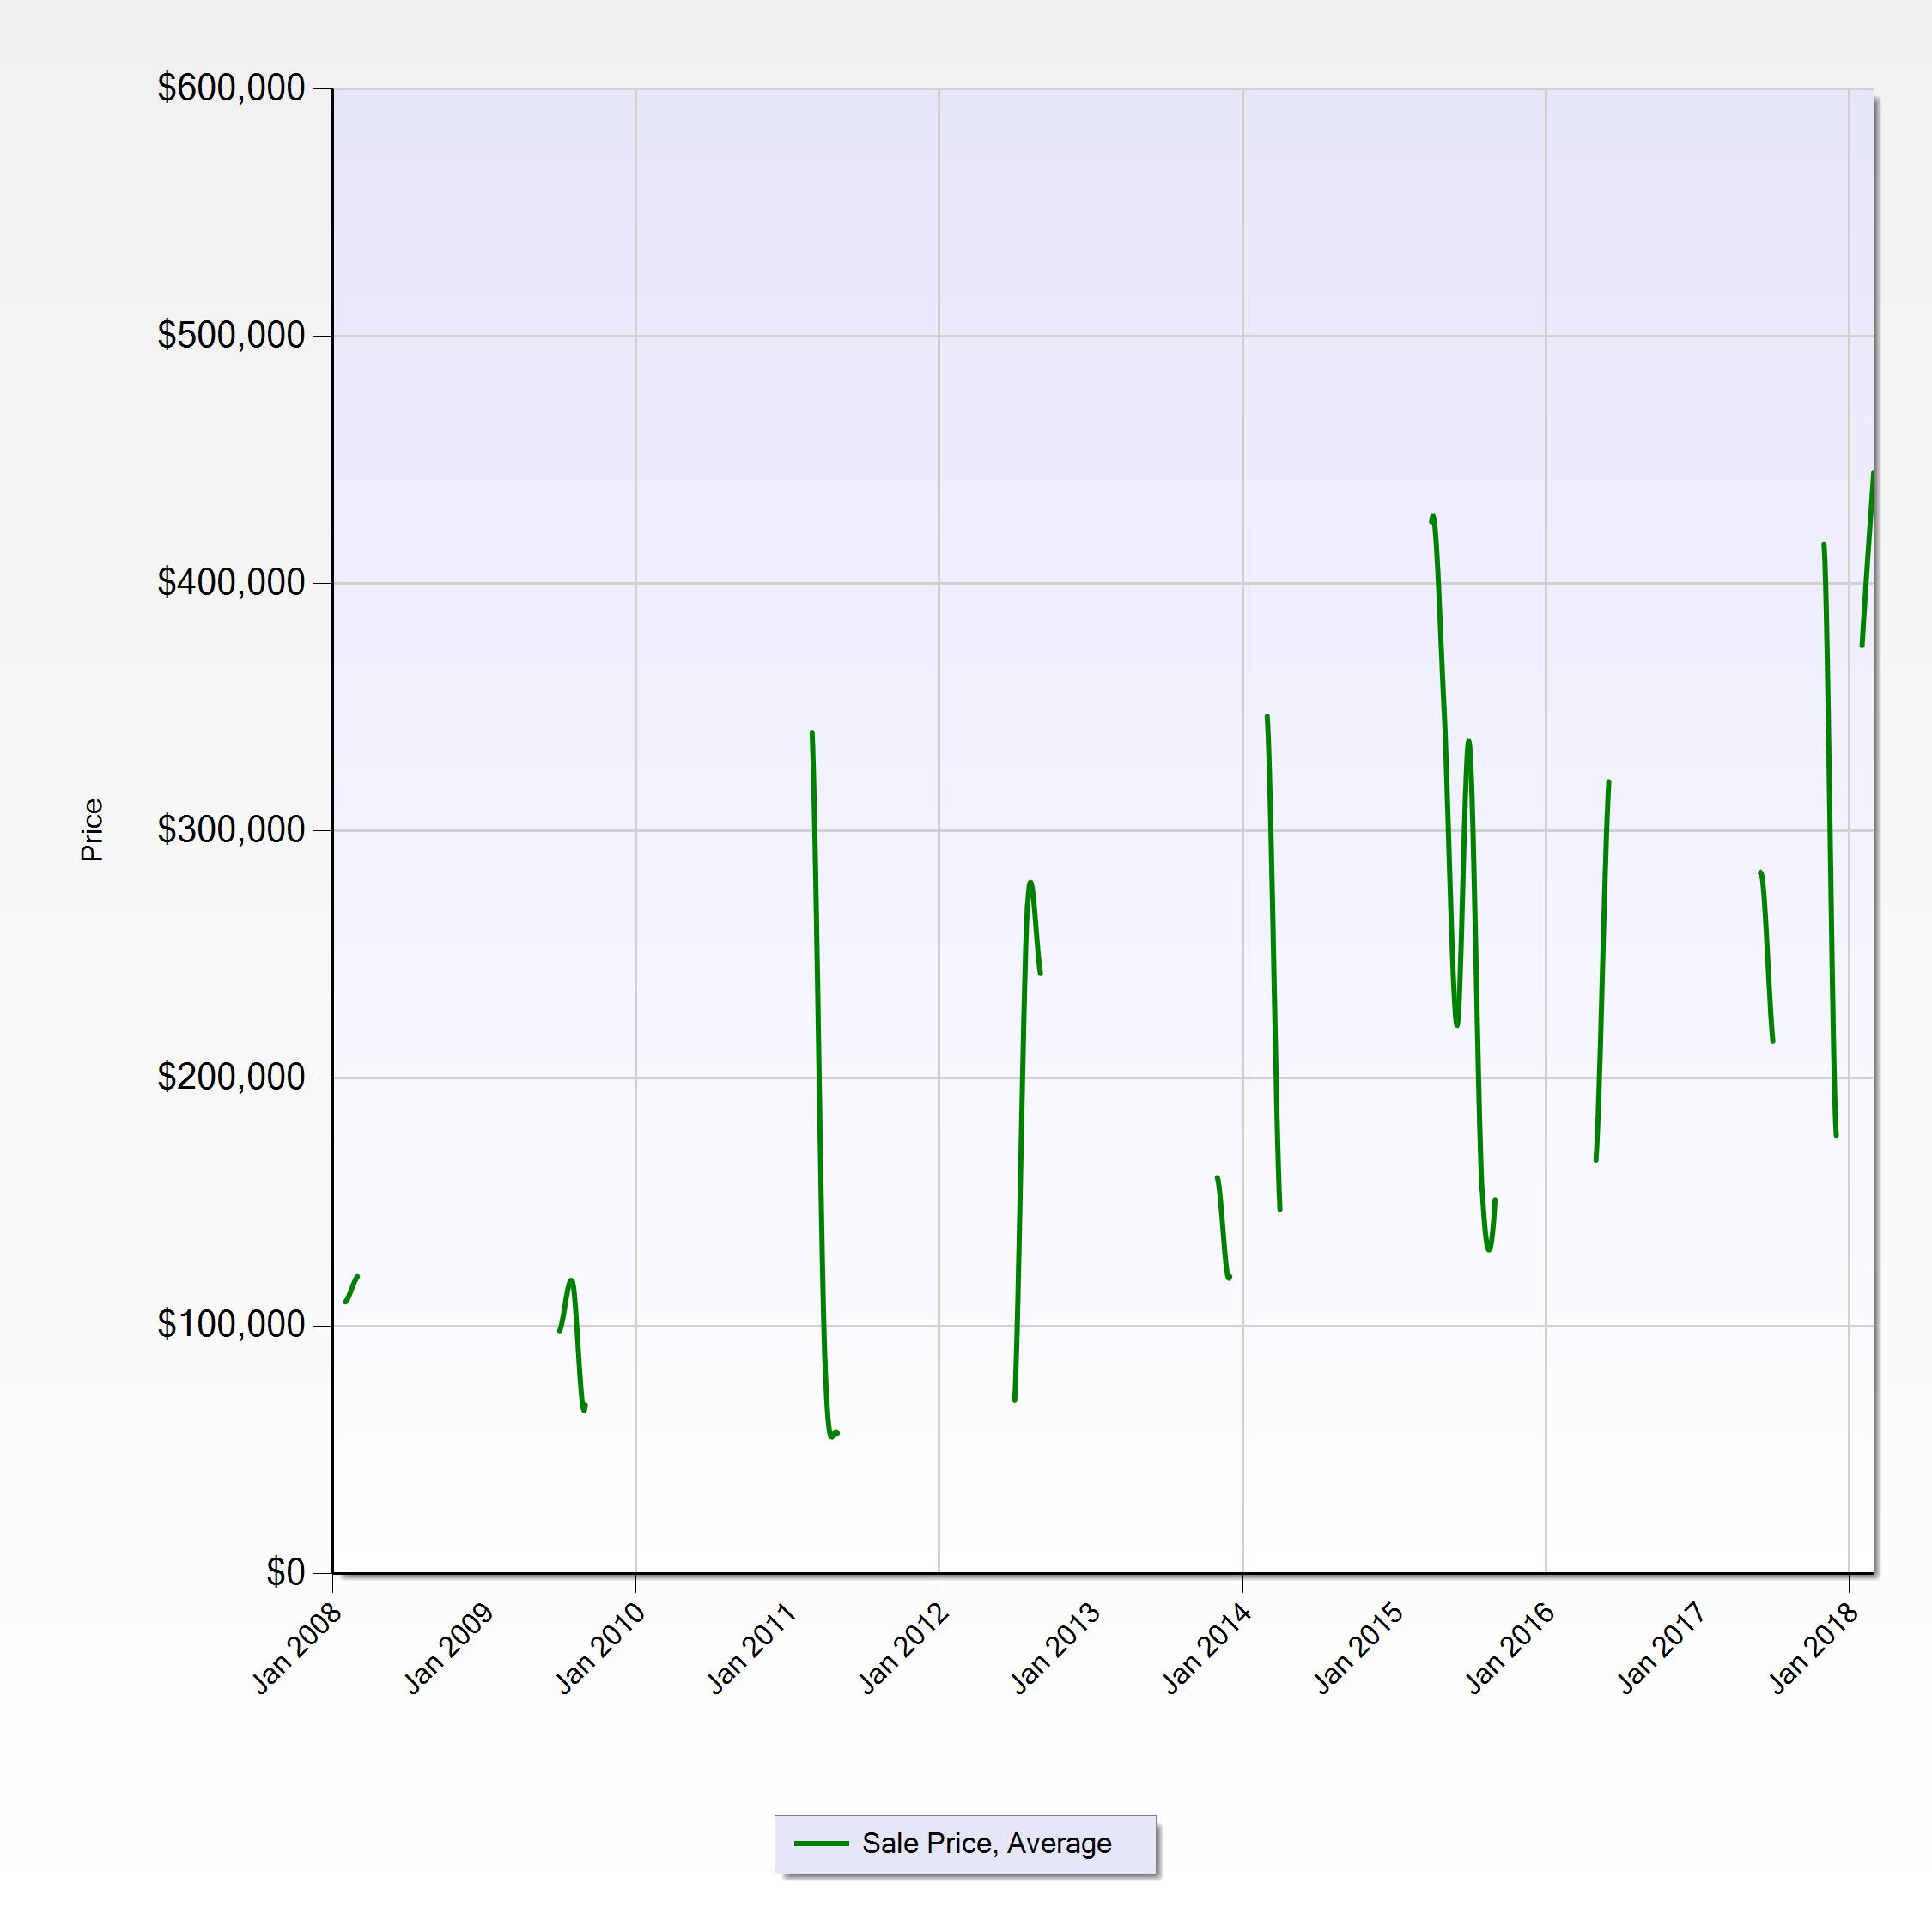 $600,000
$500,000
$400,000
$300,000
$200,000
$100,000
$0
Price
Jan 2008
Jan 2009
Jan 2010
Jan 2011
Jan 2012
Jan 2013
Jan 2014
Jan 2015
Jan 2016
Jan 2017
Jan 2018
Sale Price, Average